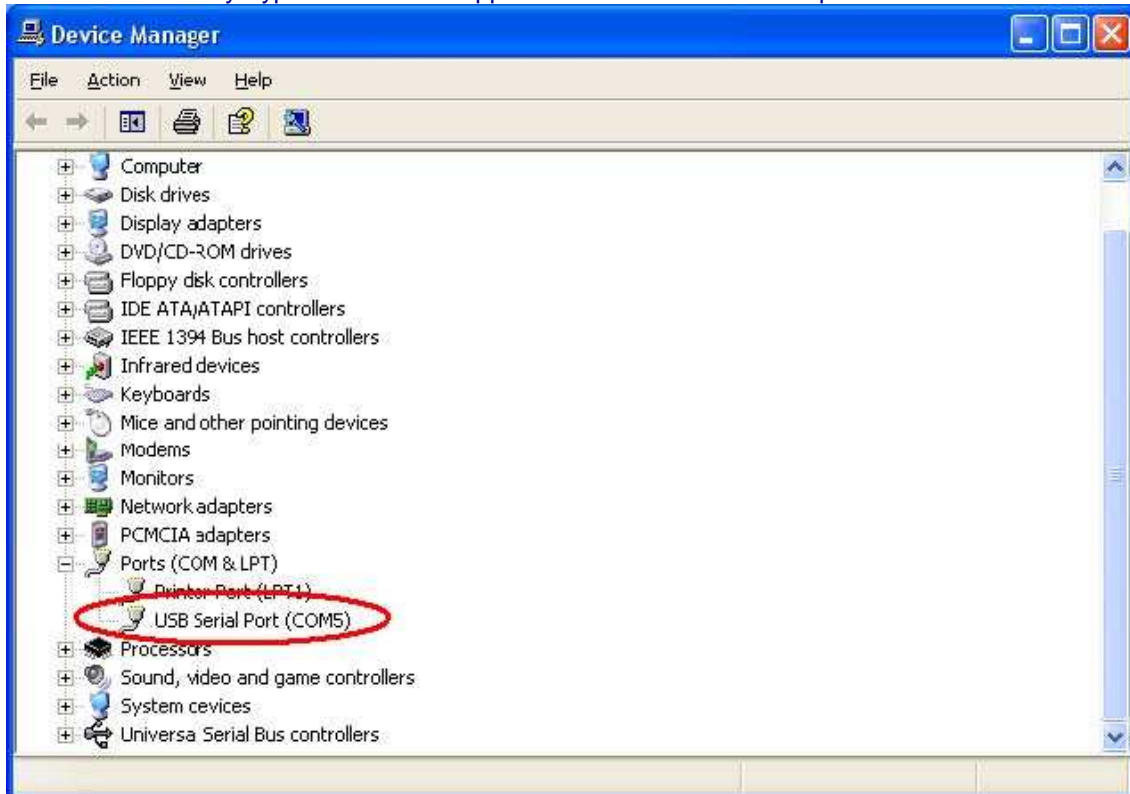 Device Manager
File Action View Help
Computer
Disk drives
Display adapters
DVD/CD-ROM drives
Floppy disk controllers
IDE ATA/ATAPI controllers
IEEE 1394 Bus host controllers
Infrared devices
Keyboards
Mice and other pointing devices
Modems
Monitors
Network adapters
PCMCIA adapters
Ports (COM & LPT)
Printer Port (LPT1)
USB Serial Port (COM5)
Processors
Sound, video and game controllers
System cevices
Universa Serial Bus controllers